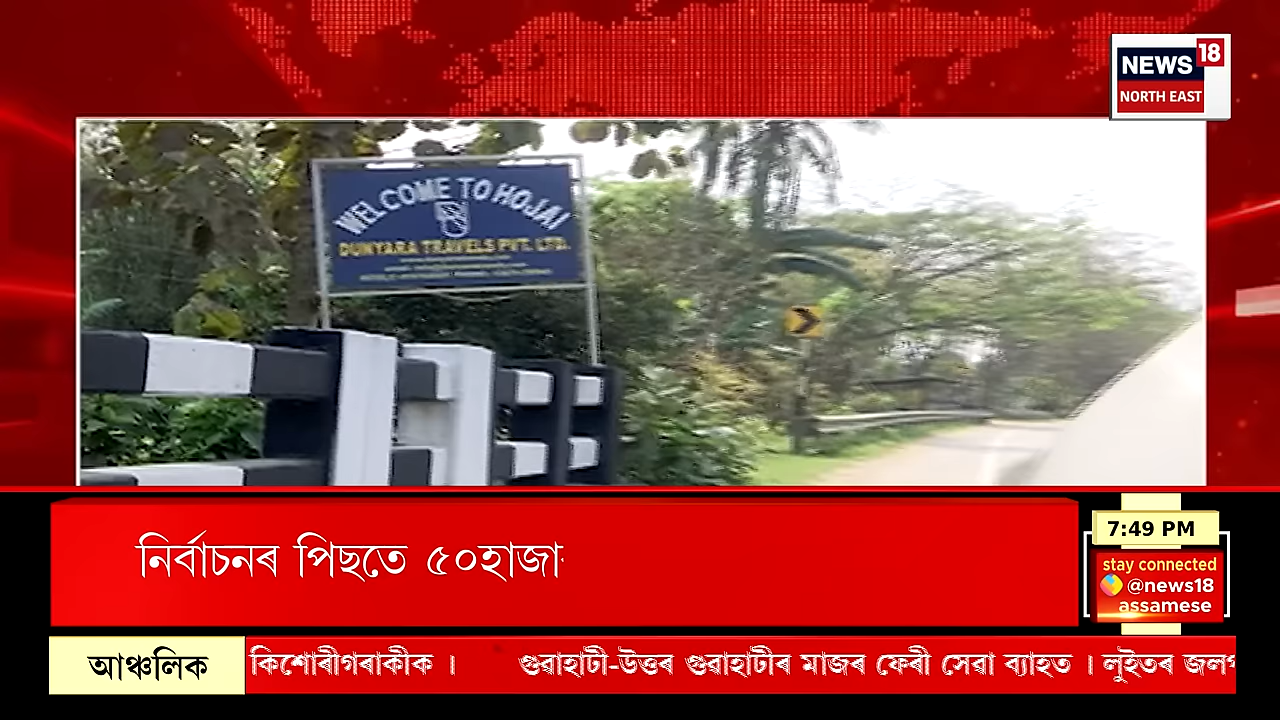 NEWS 18
NORTH EAST
WELCOME TO HOJAI
DUNYARA TRAVELS PVT. LTD.
নিৰ্বাচনৰ পিছতে ৫০হাজা
7:49 PM
stay connected
@news18
assamese
আঞ্চলিক
কিশোৰীগৰাকীক । গুৱাহাটী-উত্তৰ গুৱাহাটীৰ মাজৰ ফেৰী সেৱা ব্যাহত । লুইতৰ